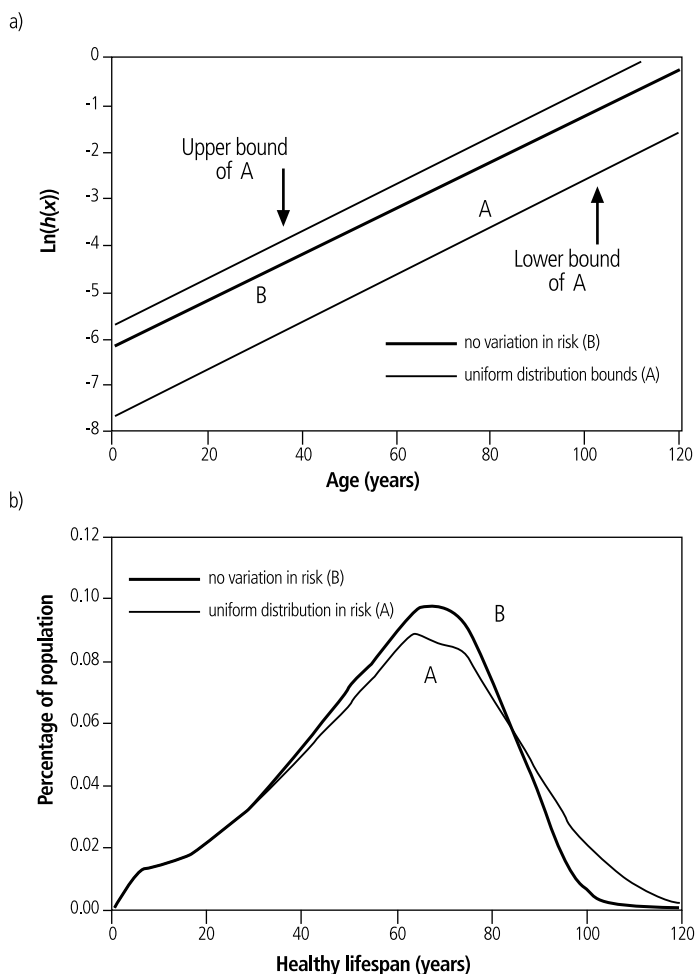 a)
0
-1
-2
-3
-4
-5
-6
-7
-8
Ln(h(x))
Upper bound
of A
A
B
Lower bound
of A
no variation in risk (B)
uniform distribution bounds (A)
0 20 40 60 80 100 120
Age (years)
b)
0.12
0.10
0.08
0.06
0.04
0.02
0.00
Percentage of population
no variation in risk (B)
uniform distribution in risk (A)
B
A
0 20 40 60 80 100 120
Healthy lifespan (years)